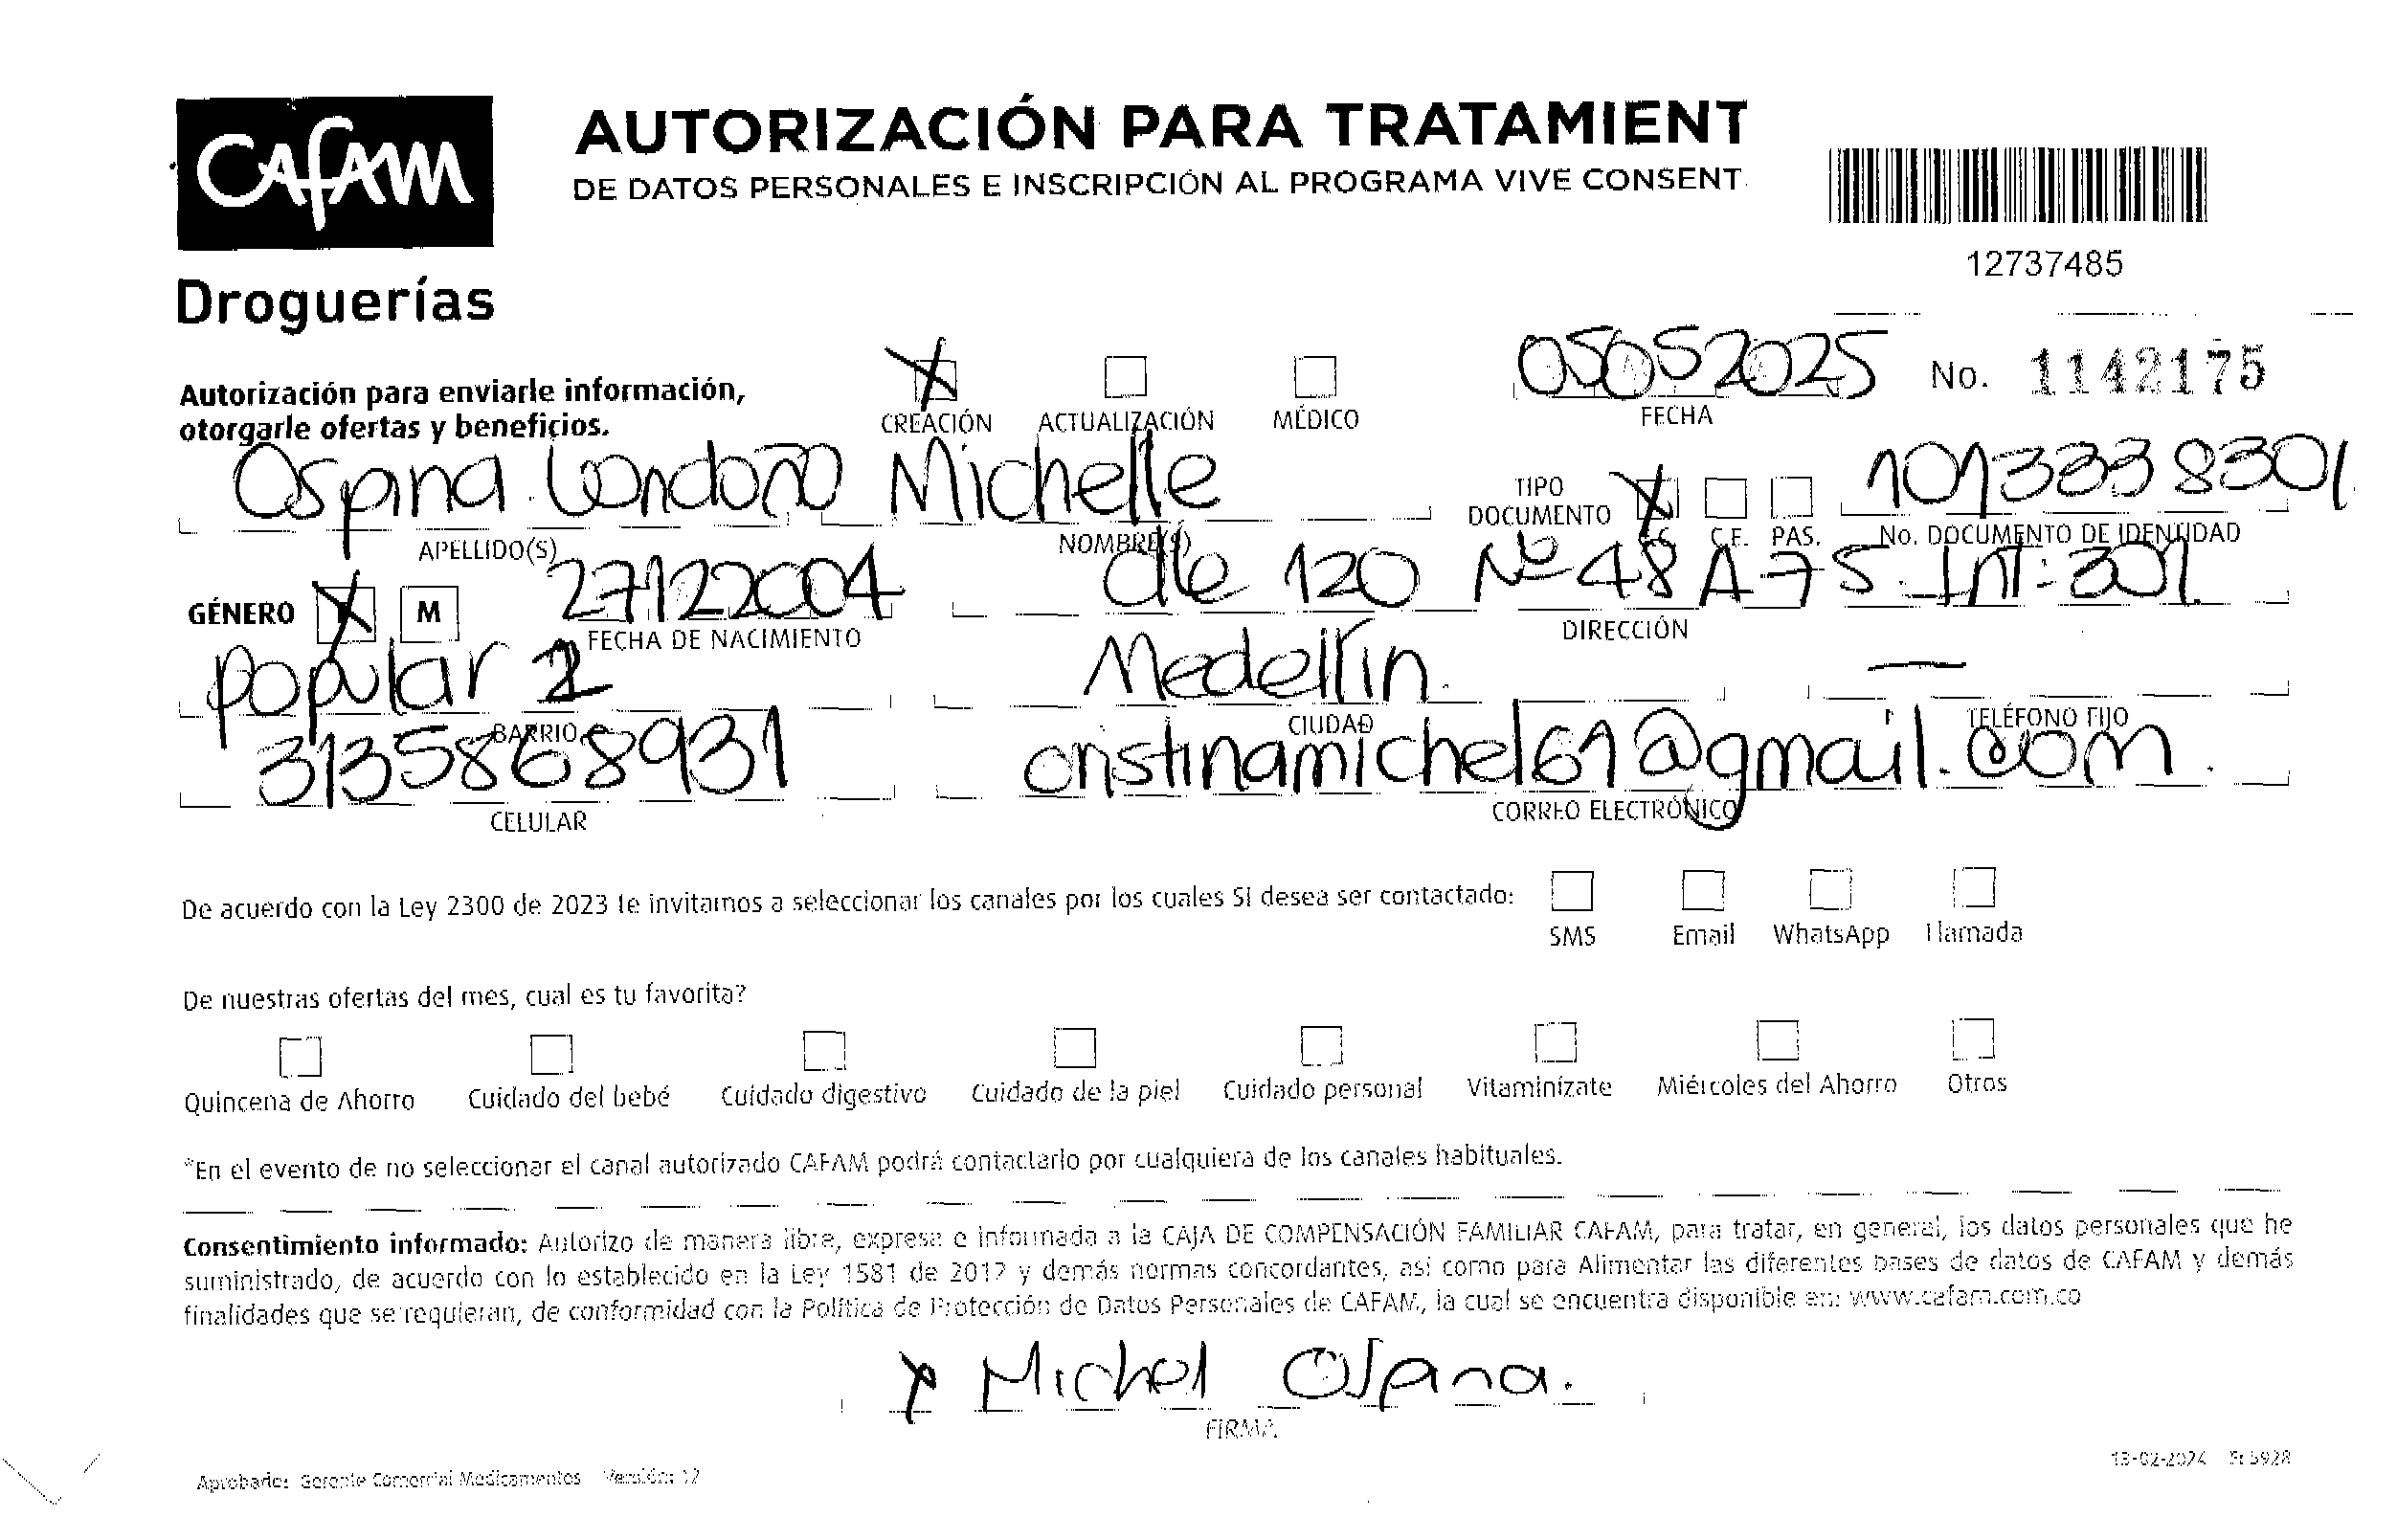 CAFAM
Droguerías
AUTORIZACIÓN PARA TRATAMIENT
DE DATOS PERSONALES E INSCRIPCIÓN AL PROGRAMA VIVE CONSENT
12737485
Autorización para enviarle información,
otorgarle ofertas y beneficios.
CREACIÓN ACTUALIZACIÓN MÉDICO
05052025
FECHA
No. 1142175
Ospina Londoño Michelle
APELLIDO(S) NOMBRE(S)
TIPO
DOCUMENTO
C.C. C.E. PAS.
1013338301
No. DOCUMENTO DE IDENTIDAD
GÉNERO F M
27122004
FECHA DE NACIMIENTO
clle 120 Nº 48 A 75 Int: 301
DIRECCIÓN
popular 2
BARRIO
Medellín.
CIUDAD
—
TELÉFONO FIJO
3135868931
CELULAR
cristinamichel61@gmail.com.
CORREO ELECTRÓNICO
De acuerdo con la Ley 2300 de 2023 te invitamos a seleccionar los canales por los cuales SI desea ser contactado:
SMS Email WhatsApp Llamada
De nuestras ofertas del mes, cual es tu favorita?
Quincena de Ahorro Cuidado del bebé Cuidado digestivo Cuidado de la piel Cuidado personal Vitaminízate Miércoles del Ahorro Otros
*En el evento de no seleccionar el canal autorizado CAFAM podrá contactarlo por cualquiera de los canales habituales.
Consentimiento informado: Autorizo de manera libre, expresa e informada a la CAJA DE COMPENSACIÓN FAMILIAR CAFAM, para tratar, en general, los datos personales que he
suministrado, de acuerdo con lo establecido en la Ley 1581 de 2012 y demás normas concordantes, así como para Alimentar las diferentes bases de datos de CAFAM y demás
finalidades que se requieran, de conformidad con la Política de Protección de Datos Personales de CAFAM, la cual se encuentra disponible en: www.cafam.com.co
x Michel Ospina.
FIRMA
Aprobado: Gerente Comercial Medicamentos Versión: 12
13-02-2024